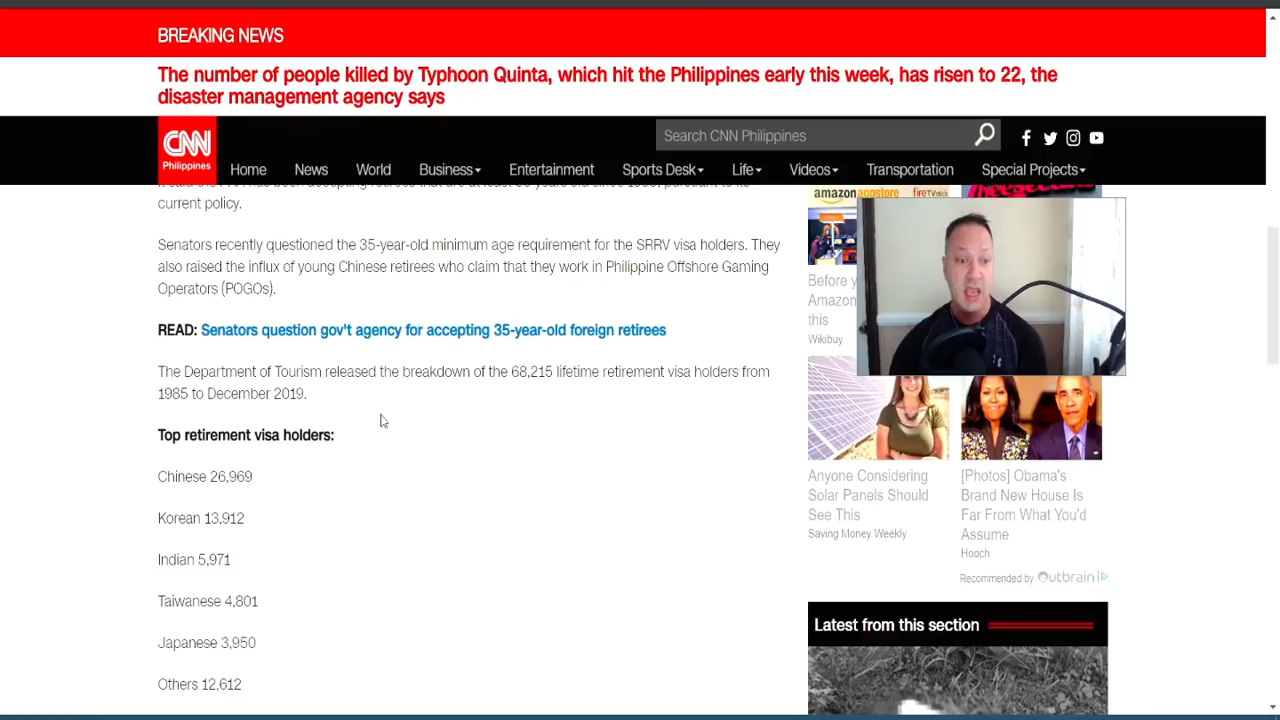 BREAKING NEWS
The number of people killed by Typhoon Quinta, which hit the Philippines early this week, has risen to 22, the
disaster management agency says
CNN
Philippines
Search CNN Philippines
Home News World Business Entertainment Sports Desk Life Videos Transportation Special Projects
current policy.
Senators recently questioned the 35-year-old minimum age requirement for the SRRV visa holders. They
also raised the influx of young Chinese retirees who claim that they work in Philippine Offshore Gaming
Operators (POGOs).
READ: Senators question gov't agency for accepting 35-year-old foreign retirees
The Department of Tourism released the breakdown of the 68,215 lifetime retirement visa holders from
1985 to December 2019.
Top retirement visa holders:
Chinese 26,969
Korean 13,912
Indian 5,971
Taiwanese 4,801
Japanese 3,950
Others 12,612
amazon appstore fireTVstick
Before y
Amazon
this
Wikibuy
Anyone Considering
Solar Panels Should
See This
Saving Money Weekly
[Photos] Obama's
Brand New House Is
Far From What You'd
Assume
Hooch
Recommended by Outbrain
Latest from this section